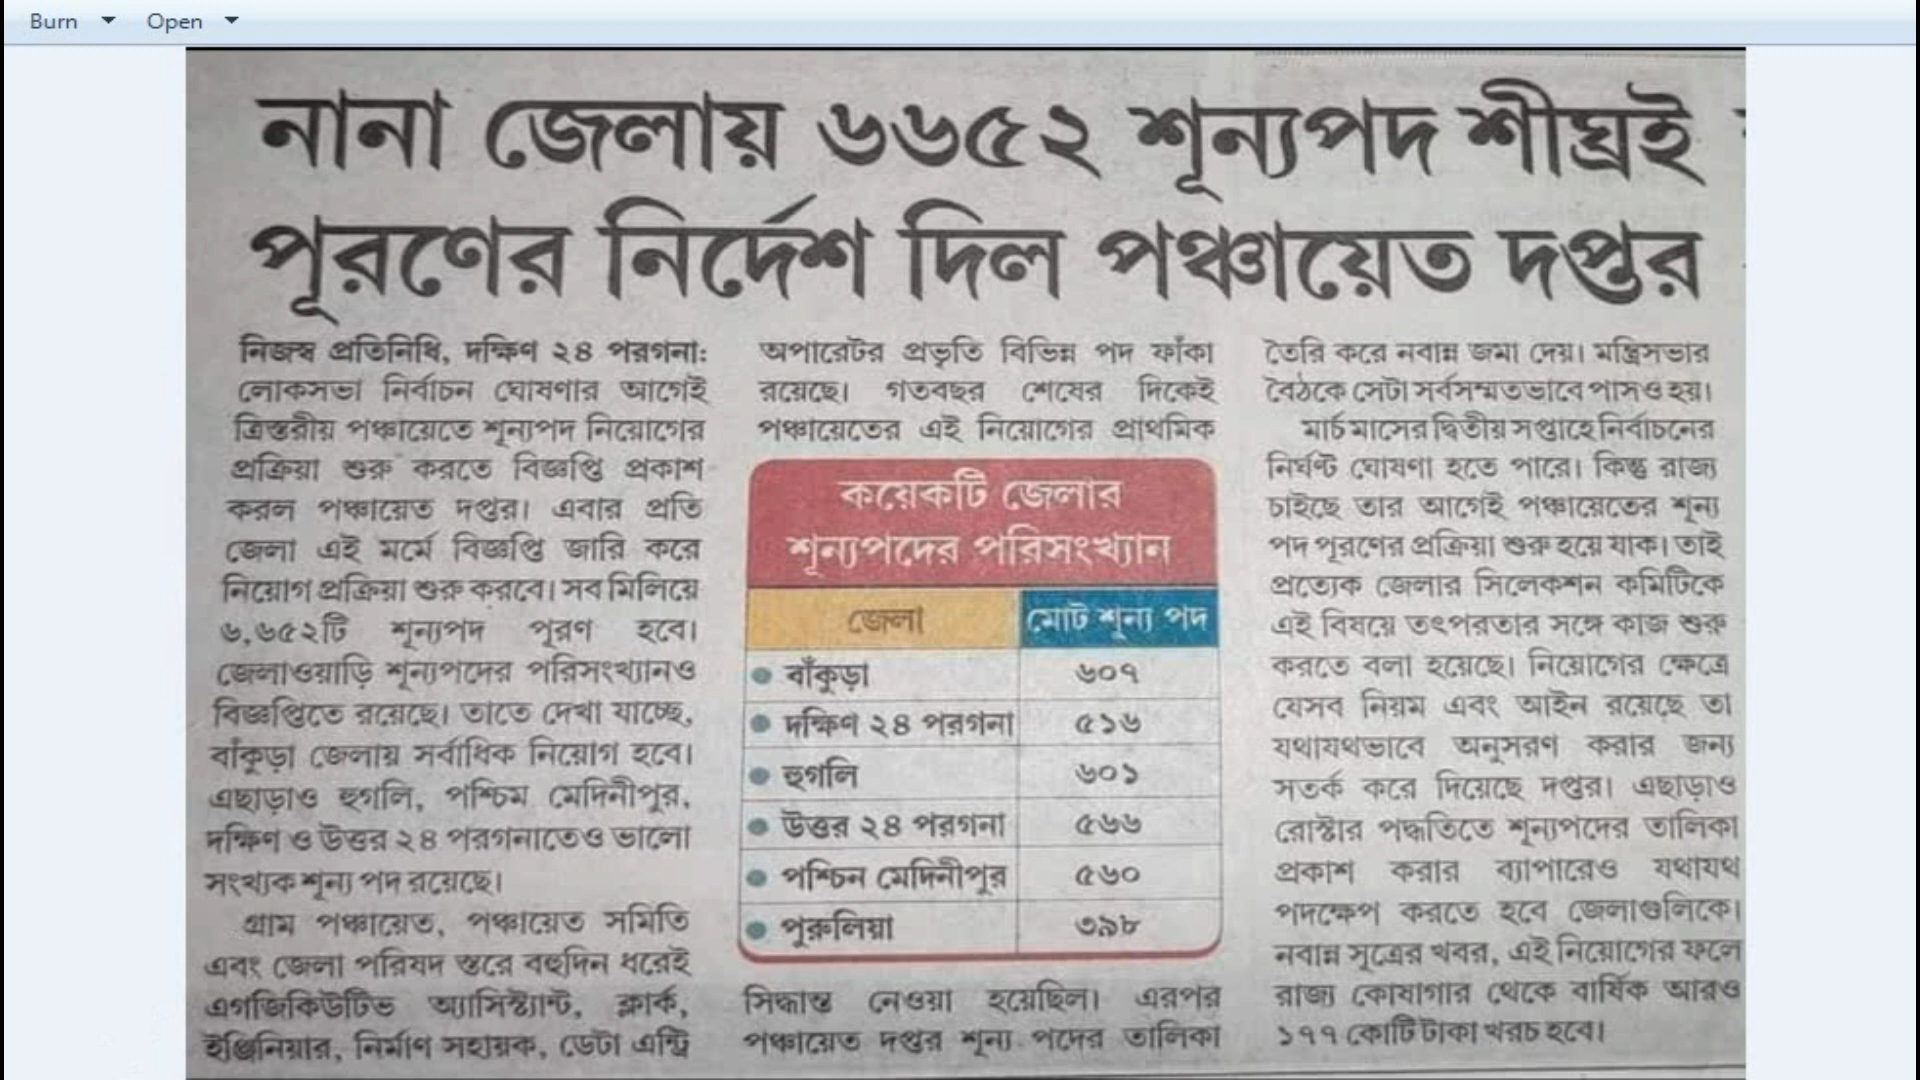 Burn Open
নানা জেলায় ৬৬৫২ শূন্যপদ শীঘ্রই
পূরণের নির্দেশ দিল পঞ্চায়েত দপ্তর
নিজস্ব প্রতিনিধি, দক্ষিণ ২৪ পরগনা:
লোকসভা নির্বাচন ঘোষণার আগেই
ত্রিস্তরীয় পঞ্চায়েতে শূন্যপদ নিয়োগের
প্রক্রিয়া শুরু করতে বিজ্ঞপ্তি প্রকাশ
করল পঞ্চায়েত দপ্তর। এবার প্রতি
জেলা এই মর্মে বিজ্ঞপ্তি জারি করে
নিয়োগ প্রক্রিয়া শুরু করবে। সব মিলিয়ে
৬,৬৫২টি শূন্যপদ পূরণ হবে।
জেলাওয়াড়ি শূন্যপদের পরিসংখ্যানও
বিজ্ঞপ্তিতে রয়েছে। তাতে দেখা যাচ্ছে,
বাঁকুড়া জেলায় সর্বাধিক নিয়োগ হবে।
এছাড়াও হুগলি, পশ্চিম মেদিনীপুর,
দক্ষিণ ও উত্তর ২৪ পরগনাতেও ভালো
সংখ্যক শূন্য পদ রয়েছে।
গ্রাম পঞ্চায়েত, পঞ্চায়েত সমিতি
এবং জেলা পরিষদ স্তরে বহুদিন ধরেই
এগজিকিউটিভ অ্যাসিস্ট্যান্ট, ক্লার্ক,
ইঞ্জিনিয়ার, নির্মাণ সহায়ক, ডেটা এন্ট্রি
অপারেটর প্রভৃতি বিভিন্ন পদ ফাঁকা
রয়েছে। গতবছর শেষের দিকেই
পঞ্চায়েতের এই নিয়োগের প্রাথমিক
কয়েকটি জেলার
শূন্যপদের পরিসংখ্যান
জেলা মোট শূন্য পদ
• বাঁকুড়া ৬০৭
• দক্ষিণ ২৪ পরগনা ৫১৬
• হুগলি ৬০১
• উত্তর ২৪ পরগনা ৫৬৬
• পশ্চিন মেদিনীপুর ৫৬০
• পুরুলিয়া ৩৯৮
সিদ্ধান্ত নেওয়া হয়েছিল। এরপর
পঞ্চায়েত দপ্তর শূন্য পদের তালিকা
তৈরি করে নবান্ন জমা দেয়। মন্ত্রিসভার
বৈঠকে সেটা সর্বসম্মতভাবে পাসও হয়।
মার্চ মাসের দ্বিতীয় সপ্তাহে নির্বাচনের
নির্ঘণ্ট ঘোষণা হতে পারে। কিন্তু রাজ্য
চাইছে তার আগেই পঞ্চায়েতের শূন্য
পদ পূরণের প্রক্রিয়া শুরু হয়ে যাক। তাই
প্রত্যেক জেলার সিলেকশন কমিটিকে
এই বিষয়ে তৎপরতার সঙ্গে কাজ শুরু
করতে বলা হয়েছে। নিয়োগের ক্ষেত্রে
যেসব নিয়ম এবং আইন রয়েছে তা
যথাযথভাবে অনুসরণ করার জন্য
সতর্ক করে দিয়েছে দপ্তর। এছাড়াও
রোস্টার পদ্ধতিতে শূন্যপদের তালিকা
প্রকাশ করার ব্যাপারেও যথাযথ
পদক্ষেপ করতে হবে জেলাগুলিকে।
নবান্ন সূত্রের খবর, এই নিয়োগের ফলে
রাজ্য কোষাগার থেকে বার্ষিক আরও
১৭৭ কোটি টাকা খরচ হবে।